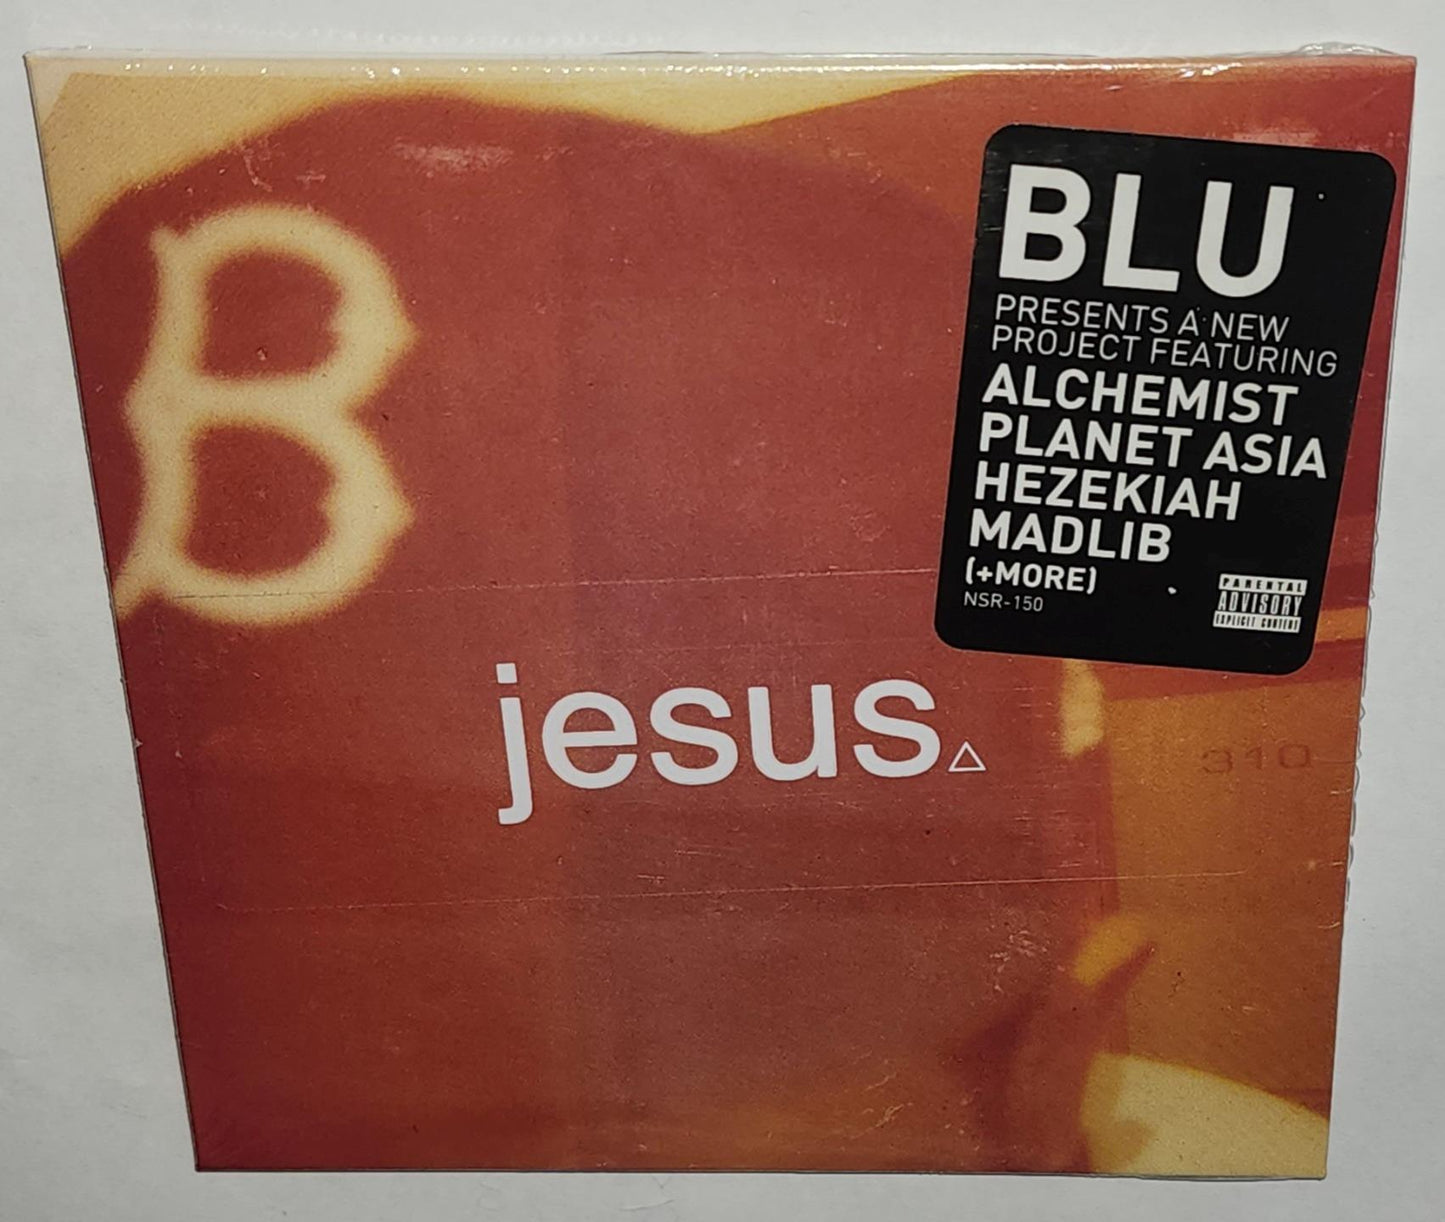 B
BLU
PRESENTS A NEW
PROJECT FEATURING
ALCHEMIST
PLANET ASIA
HEZEKIAH
MADLIB
(+MORE)
NSR-150
PARENTAL
ADVISORY
EXPLICIT CONTENT
jesus
310